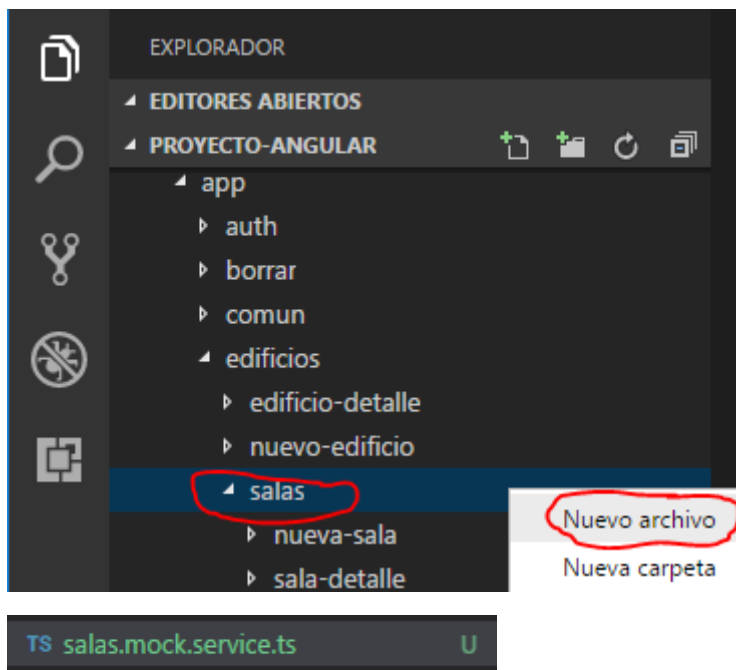 EXPLORADOR
EDITORES ABIERTOS
PROYECTO-ANGULAR
app
auth
borrar
comun
edificios
edificio-detalle
nuevo-edificio
salas
Nuevo archivo
nueva-sala
Nueva carpeta
sala-detalle
TS salas.mock.service.ts U